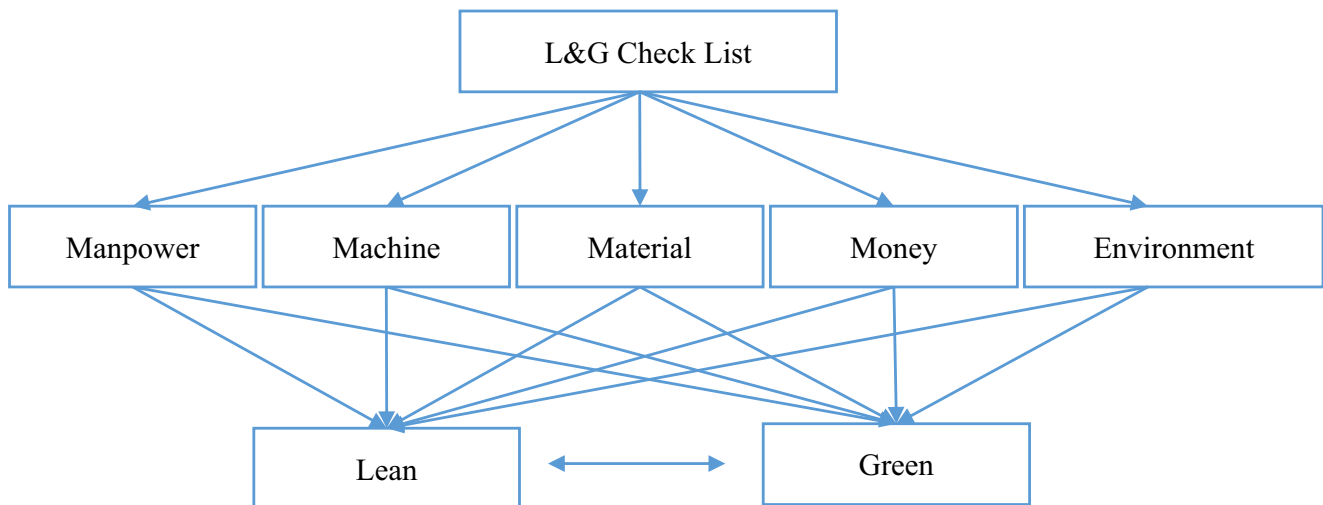 L&G Check List
Manpower
Machine
Material
Money
Environment
Lean
Green